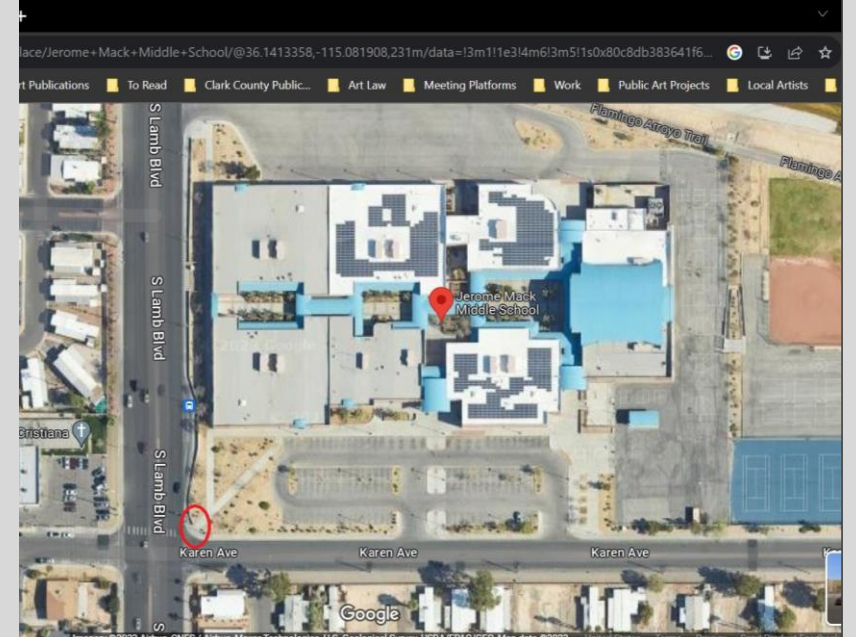 lace/Jerome+Mack+Middle+School/@36.1413358,-115.081908,231m/data=!3m1!1e3!4m6!3m5!1s0x80c8db383641f6...
rt Publications To Read Clark County Public... Art Law Meeting Platforms Work Public Art Projects Local Artists
Flamingo Arroyo Trail
Flamingo A
S Lamb Blvd
S Lamb Blvd
Jerome Mack
Middle School
Cristiana
S Lamb Blvd
Karen Ave Karen Ave Karen Ave
Google